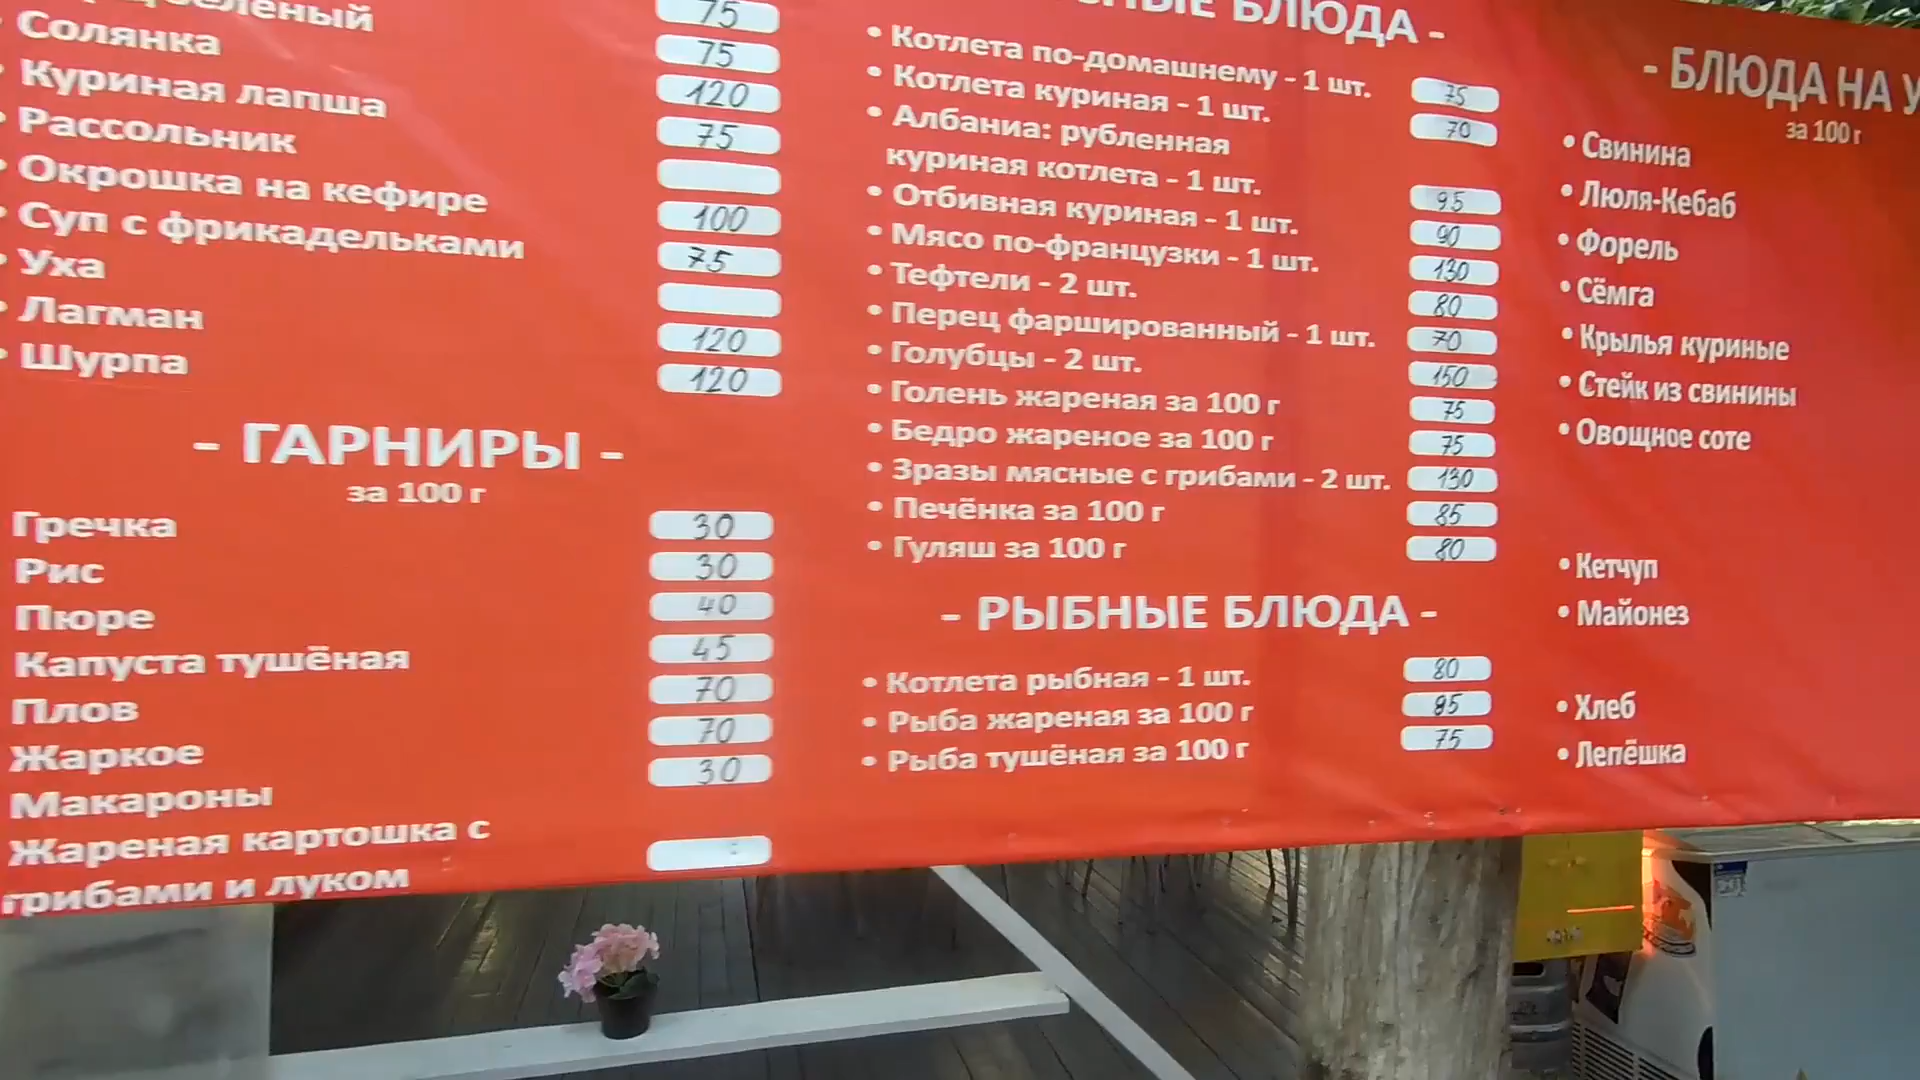 Солянка
75
Куриная лапша
75
Рассольник
120
Окрошка на кефире
75
Суп с фрикадельками
Уха
100
Лагман
75
Шурпа
120
120
- ГАРНИРЫ -
за 100 г
Гречка 30
Рис 30
Пюре 40
Капуста тушёная 45
Плов 70
Жаркое 70
Макароны 30
Жареная картошка с
грибами и луком
БЛЮДА -
• Котлета по-домашнему - 1 шт. 75
• Котлета куриная - 1 шт. 70
• Албаниа: рубленная
куриная котлета - 1 шт. 95
• Отбивная куриная - 1 шт. 90
• Мясо по-французки - 1 шт. 130
• Тефтели - 2 шт. 80
• Перец фаршированный - 1 шт. 70
• Голубцы - 2 шт. 150
• Голень жареная за 100 г 75
• Бедро жареное за 100 г 75
• Зразы мясные с грибами - 2 шт. 130
• Печёнка за 100 г 85
• Гуляш за 100 г 80
- РЫБНЫЕ БЛЮДА -
• Котлета рыбная - 1 шт. 80
• Рыба жареная за 100 г 85
• Рыба тушёная за 100 г 75
- БЛЮДА НА У
за 100 г
• Свинина
• Люля-Кебаб
• Форель
• Сёмга
• Крылья куриные
• Стейк из свинины
• Овощное соте
• Кетчуп
• Майонез
• Хлеб
• Лепёшка